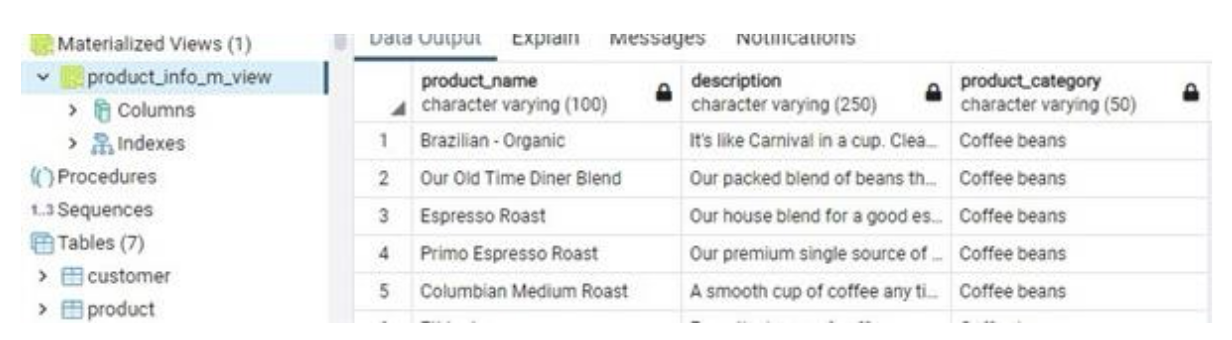 Materialized Views (1)
product_info_m_view
Columns
Indexes
Procedures
1..3 Sequences
Tables (7)
customer
product
Data Output Explain Messages Notifications
product_name description product_category
character varying (100) character varying (250) character varying (50)
1 Brazilian - Organic It's like Carnival in a cup. Clea... Coffee beans
2 Our Old Time Diner Blend Our packed blend of beans th... Coffee beans
3 Espresso Roast Our house blend for a good es... Coffee beans
4 Primo Espresso Roast Our premium single source of ... Coffee beans
5 Columbian Medium Roast A smooth cup of coffee any ti... Coffee beans